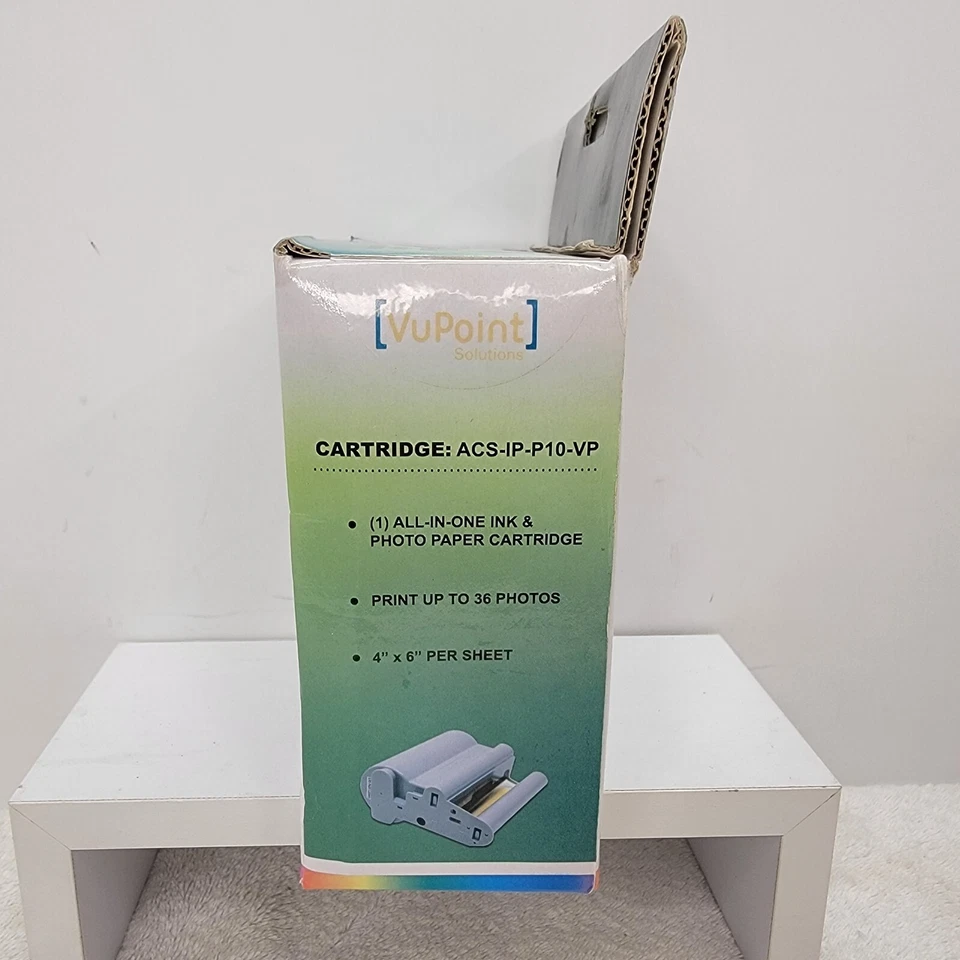 [VuPoint]
Solutions
CARTRIDGE: ACS-IP-P10-VP
• (1) ALL-IN-ONE INK &
PHOTO PAPER CARTRIDGE
• PRINT UP TO 36 PHOTOS
• 4” x 6” PER SHEET